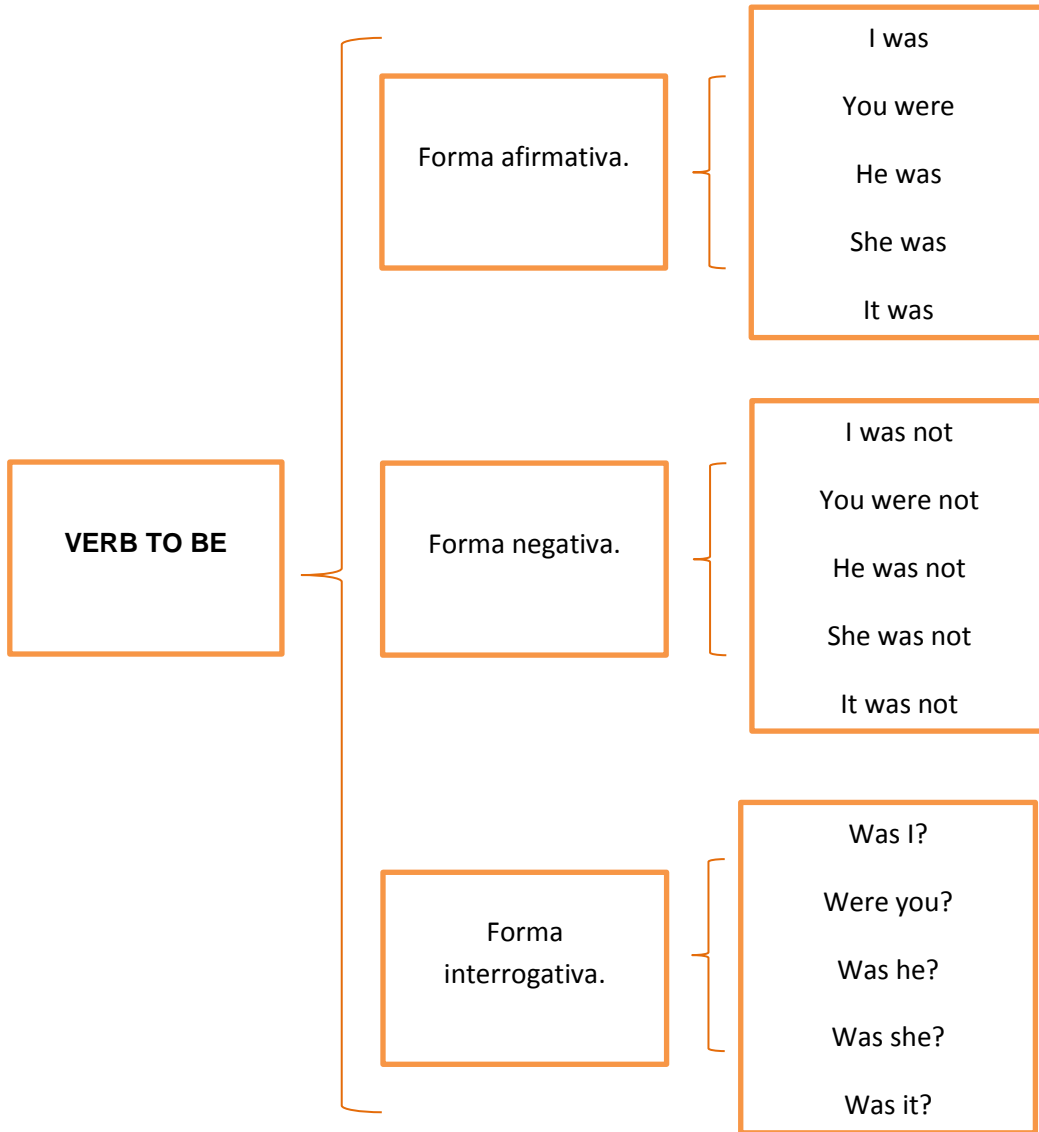 VERB TO BE
Forma afirmativa.
I was
You were
He was
She was
It was
Forma negativa.
I was not
You were not
He was not
She was not
It was not
Forma
interrogativa.
Was I?
Were you?
Was he?
Was she?
Was it?